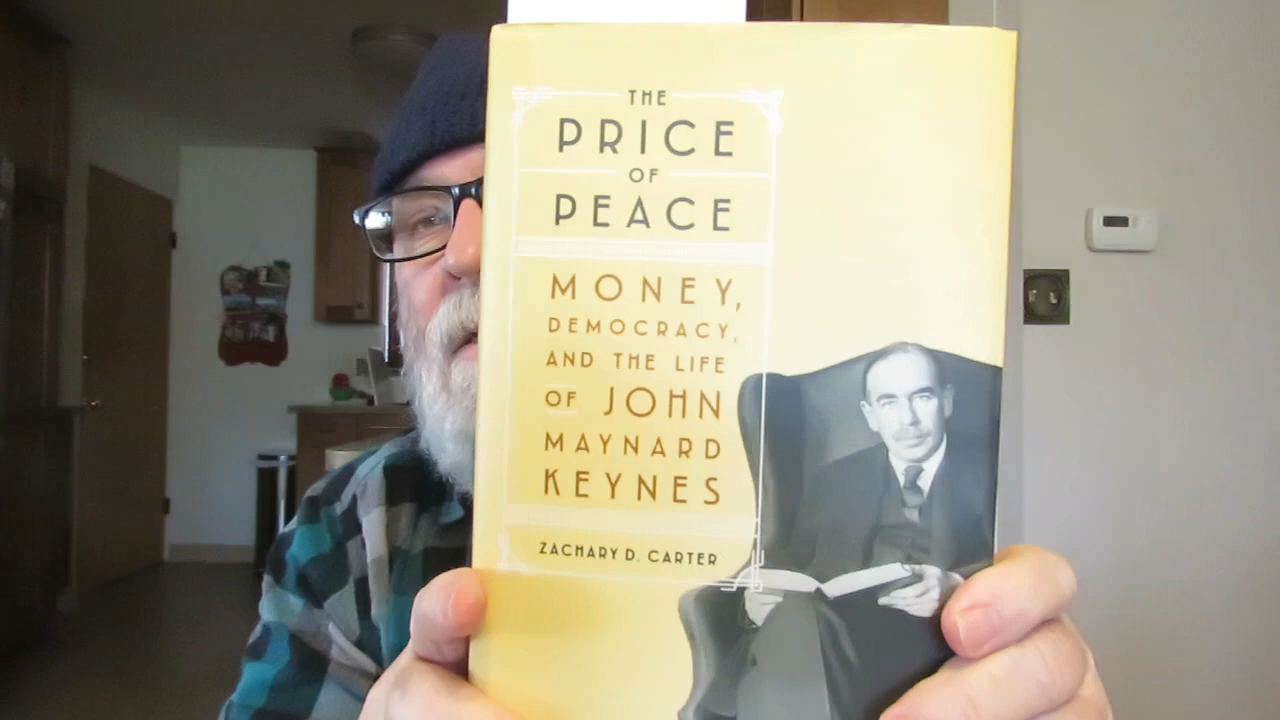 THE
PRICE
OF
PEACE
MONEY,
DEMOCRACY,
AND THE LIFE
OF JOHN
MAYNARD
KEYNES
ZACHARY D. CARTER